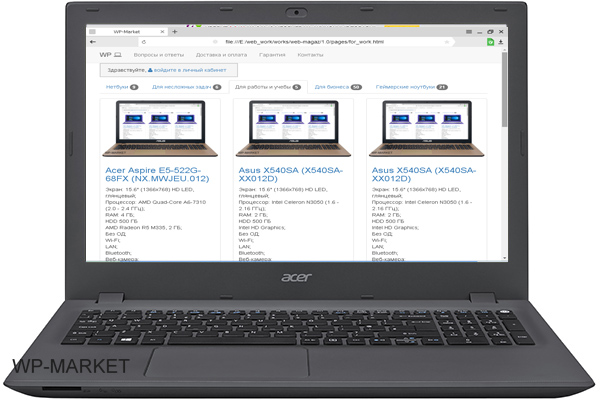 WP-Market
file:///E:/web_work/works/web-magaz/1.0/pages/for_work.html
WP Вопросы и ответы Доставка и оплата Гарантия Контакты
Здравствуйте, войдите в личный кабинет
Нетбуки Для несложных задач Для работы и учёбы 5 Для бизнеса 50 Геймерские ноутбуки 21
Acer Aspire E5-522G-68FX (NX.MWJEU.012)
Экран: 15.6" (1366x768) HD LED, глянцевый;
Процессор: AMD Quad-Core A6-7310 (2.0 - 2.4 ГГц);
RAM: 4 ГБ;
HDD 500 ГБ
AMD Radeon R5 M335, 2 ГБ;
Без ОД;
Wi-Fi;
LAN;
Bluetooth;
Веб-камера;
Asus X540SA (X540SA-XX012D)
Экран: 15.6" (1366x768) HD LED, глянцевый;
Процессор: Intel Celeron N3050 (1.6 - 2.16 ГГц);
RAM: 2 ГБ;
HDD 500 ГБ
Intel HD Graphics;
Без ОД;
Wi-Fi;
LAN;
Bluetooth;
Веб-камера;
Asus X540SA (X540SA-XX012D)
Экран: 15.6" (1366x768) HD LED, глянцевый;
Процессор: Intel Celeron N3050 (1.6 - 2.16 ГГц);
RAM: 2 ГБ;
HDD 500 ГБ
Intel HD Graphics;
Без ОД;
Wi-Fi;
LAN;
Bluetooth;
Веб-камера;
acer
WP-MARKET